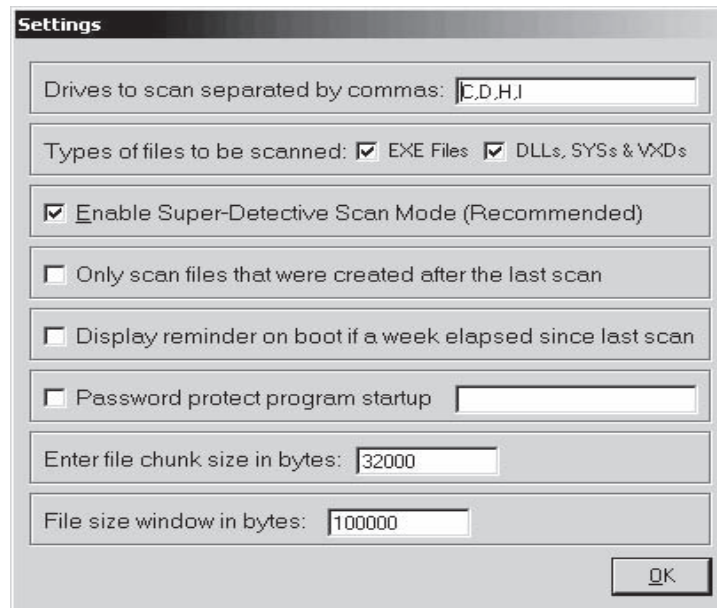 Settings
Drives to scan separated by commas: C,D,H,I
Types of files to be scanned: EXE Files DLLs, SYSs & VXDs
Enable Super-Detective Scan Mode (Recommended)
Only scan files that were created after the last scan
Display reminder on boot if a week elapsed since last scan
Password protect program startup
Enter file chunk size in bytes: 32000
File size window in bytes: 100000
OK